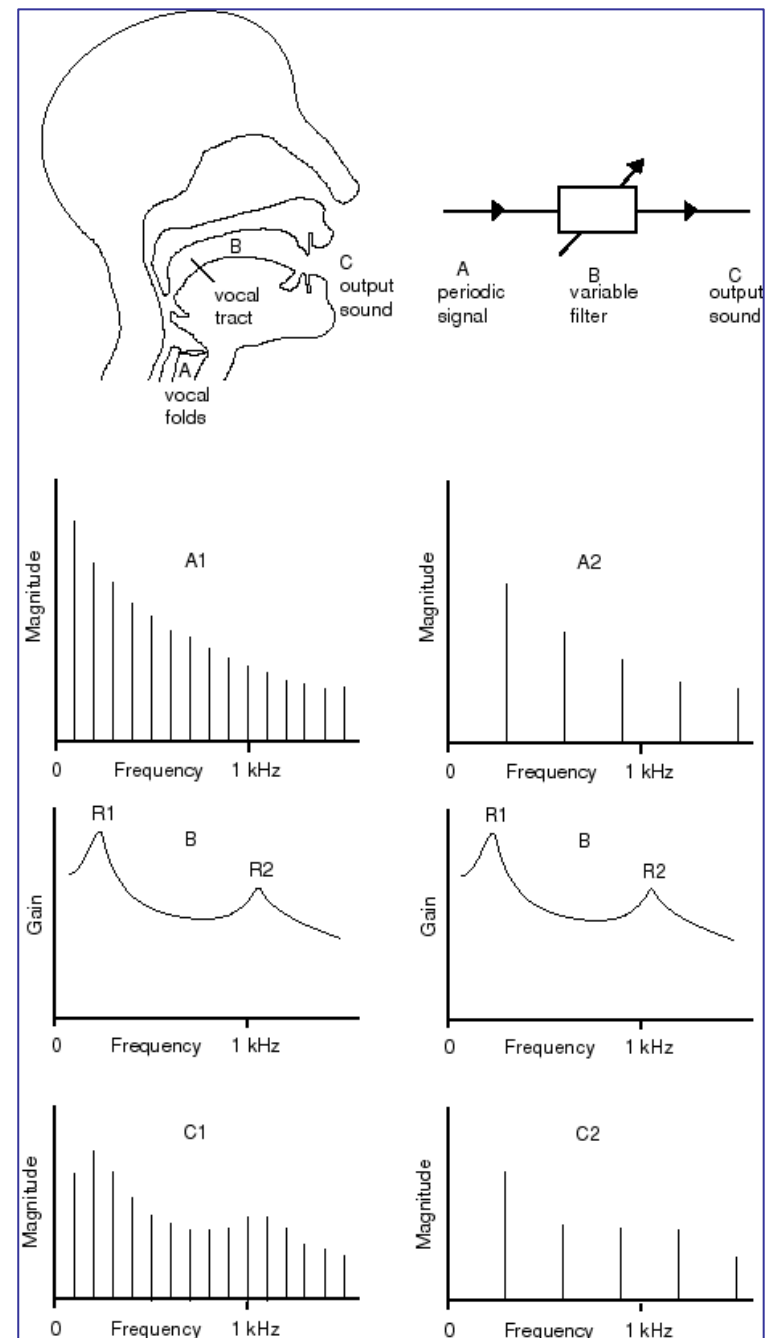 B
vocal
tract
C
output
sound
A
vocal
folds
A
periodic
signal
B
variable
filter
C
output
sound
Magnitude
A1
0 Frequency 1 kHz
Magnitude
A2
0 Frequency 1 kHz
Gain
R1
B
R2
0 Frequency 1 kHz
Gain
R1
B
R2
0 Frequency 1 kHz
Magnitude
C1
0 Frequency 1 kHz
Magnitude
C2
0 Frequency 1 kHz